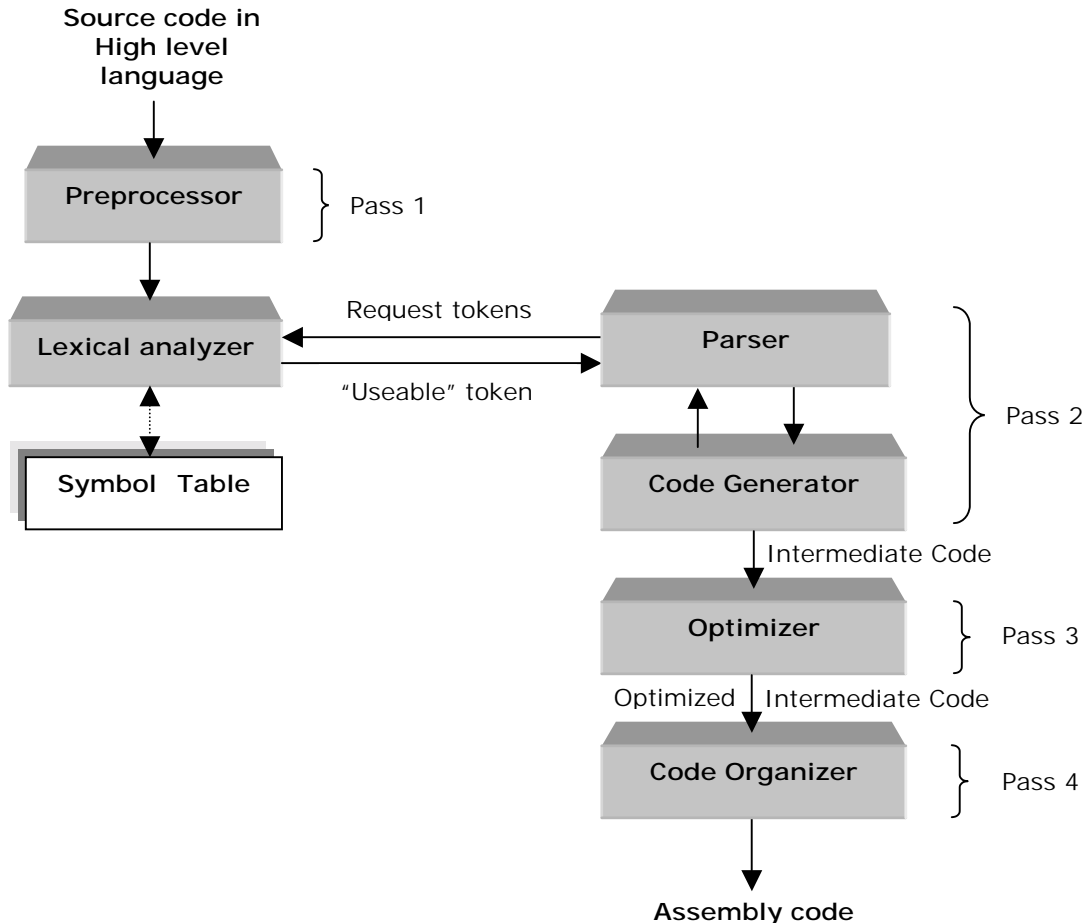 Source code in
High level
language
Preprocessor
Pass 1
Lexical analyzer
Request tokens
“Useable” token
Parser
Pass 2
Symbol Table
Code Generator
Intermediate Code
Optimizer
Pass 3
Optimized Intermediate Code
Code Organizer
Pass 4
Assembly code